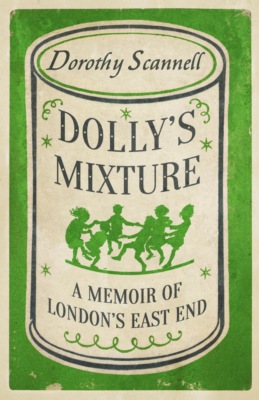 Dorothy Scannell
DOLLY'S
MIXTURE
A MEMOIR OF
LONDON'S EAST END